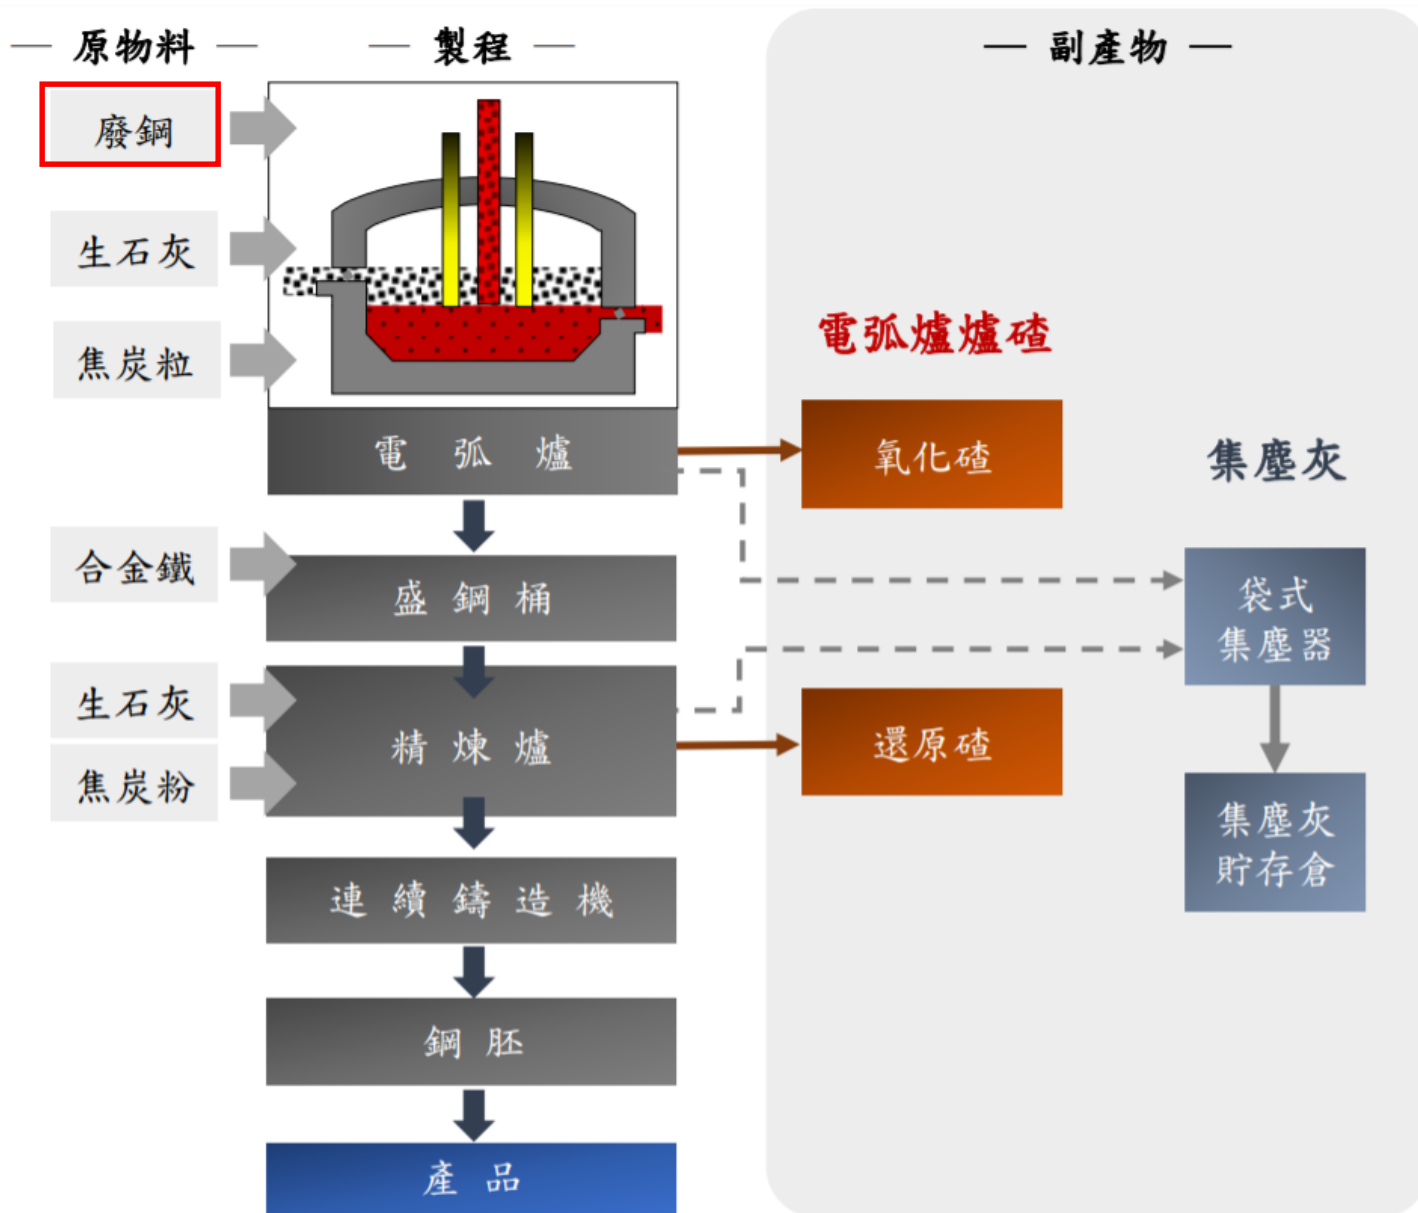 原物料
製程
副產物
廢鋼
生石灰
焦炭粒
電弧爐爐碴
電弧爐
氧化碴
集塵灰
合金鐵
盛鋼桶
袋式
集塵器
生石灰
焦炭粉
精煉爐
還原碴
集塵灰
貯存倉
連續鑄造機
鋼胚
產品